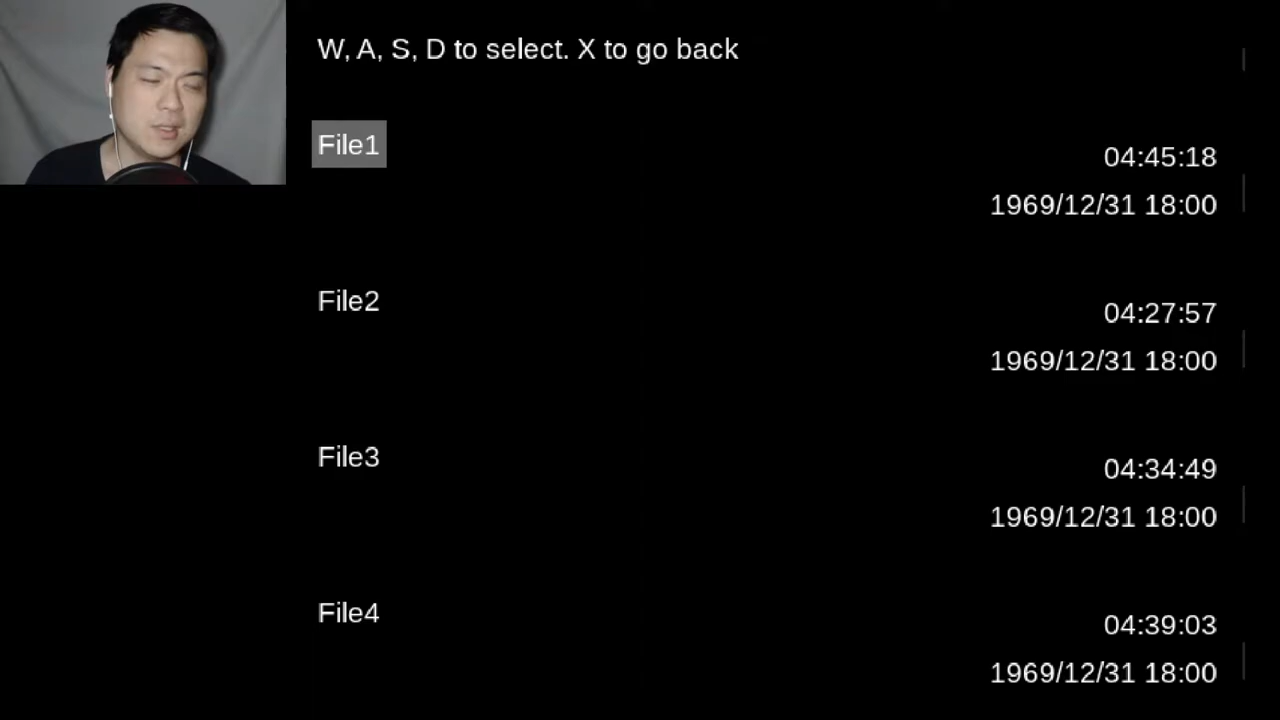 W, A, S, D to select. X to go back
File1
04:45:18
1969/12/31 18:00
File2
04:27:57
1969/12/31 18:00
File3
04:34:49
1969/12/31 18:00
File4
04:39:03
1969/12/31 18:00